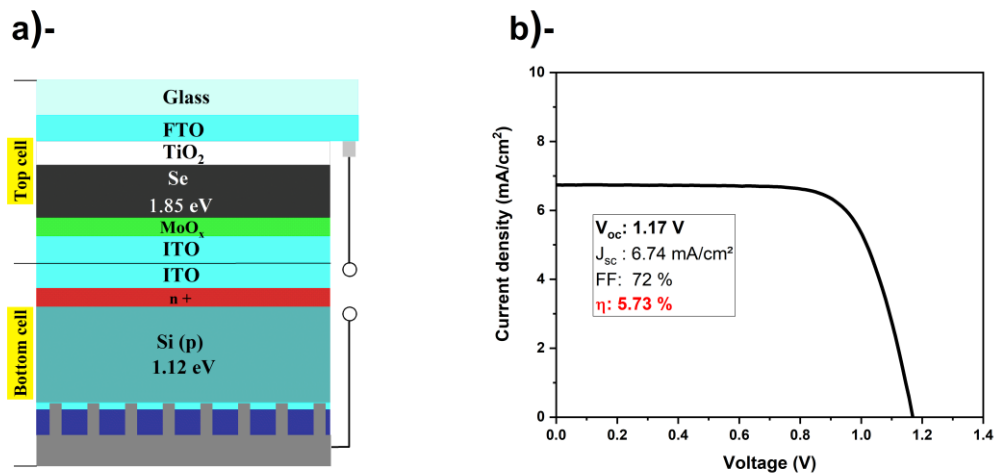 a)-
Glass
FTO
TiO₂
Se
1.85 eV
MoOₓ
ITO
ITO
n +
Si (p)
1.12 eV
Top cell
Bottom cell
b)-
Current density (mA/cm²)
10
8
6
4
2
0
V_oc: 1.17 V
J_sc : 6.74 mA/cm²
FF: 72 %
η: 5.73 %
0.0 0.2 0.4 0.6 0.8 1.0 1.2 1.4
Voltage (V)